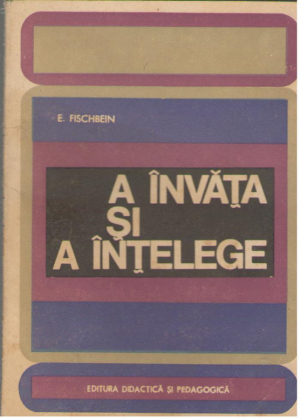 E. FISCHBEIN
A ÎNVĂȚA
ȘI
A ÎNȚELEGE
EDITURA DIDACTICĂ ȘI PEDAGOGICĂ